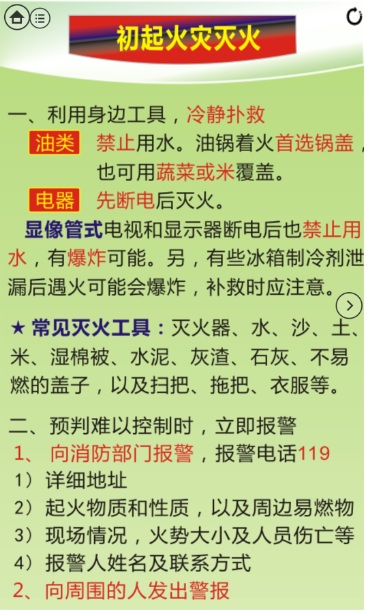 初起火灾灭火
一、利用身边工具，冷静扑救
油类 禁止用水。油锅着火首选锅盖，
也可用蔬菜或米覆盖。
电器 先断电后灭火。
显像管式电视和显示器断电后也禁止用
水，有爆炸可能。另，有些冰箱制冷剂泄
漏后遇火可能会爆炸，补救时应注意。
★常见灭火工具：灭火器、水、沙、土、
米、湿棉被、水泥、灰渣、石灰、不易
燃的盖子，以及扫把、拖把、衣服等。
二、预判难以控制时，立即报警
1、向消防部门报警，报警电话119
1）详细地址
2）起火物质和性质，以及周边易燃物
3）现场情况，火势大小及人员伤亡等
4）报警人姓名及联系方式
2、向周围的人发出警报